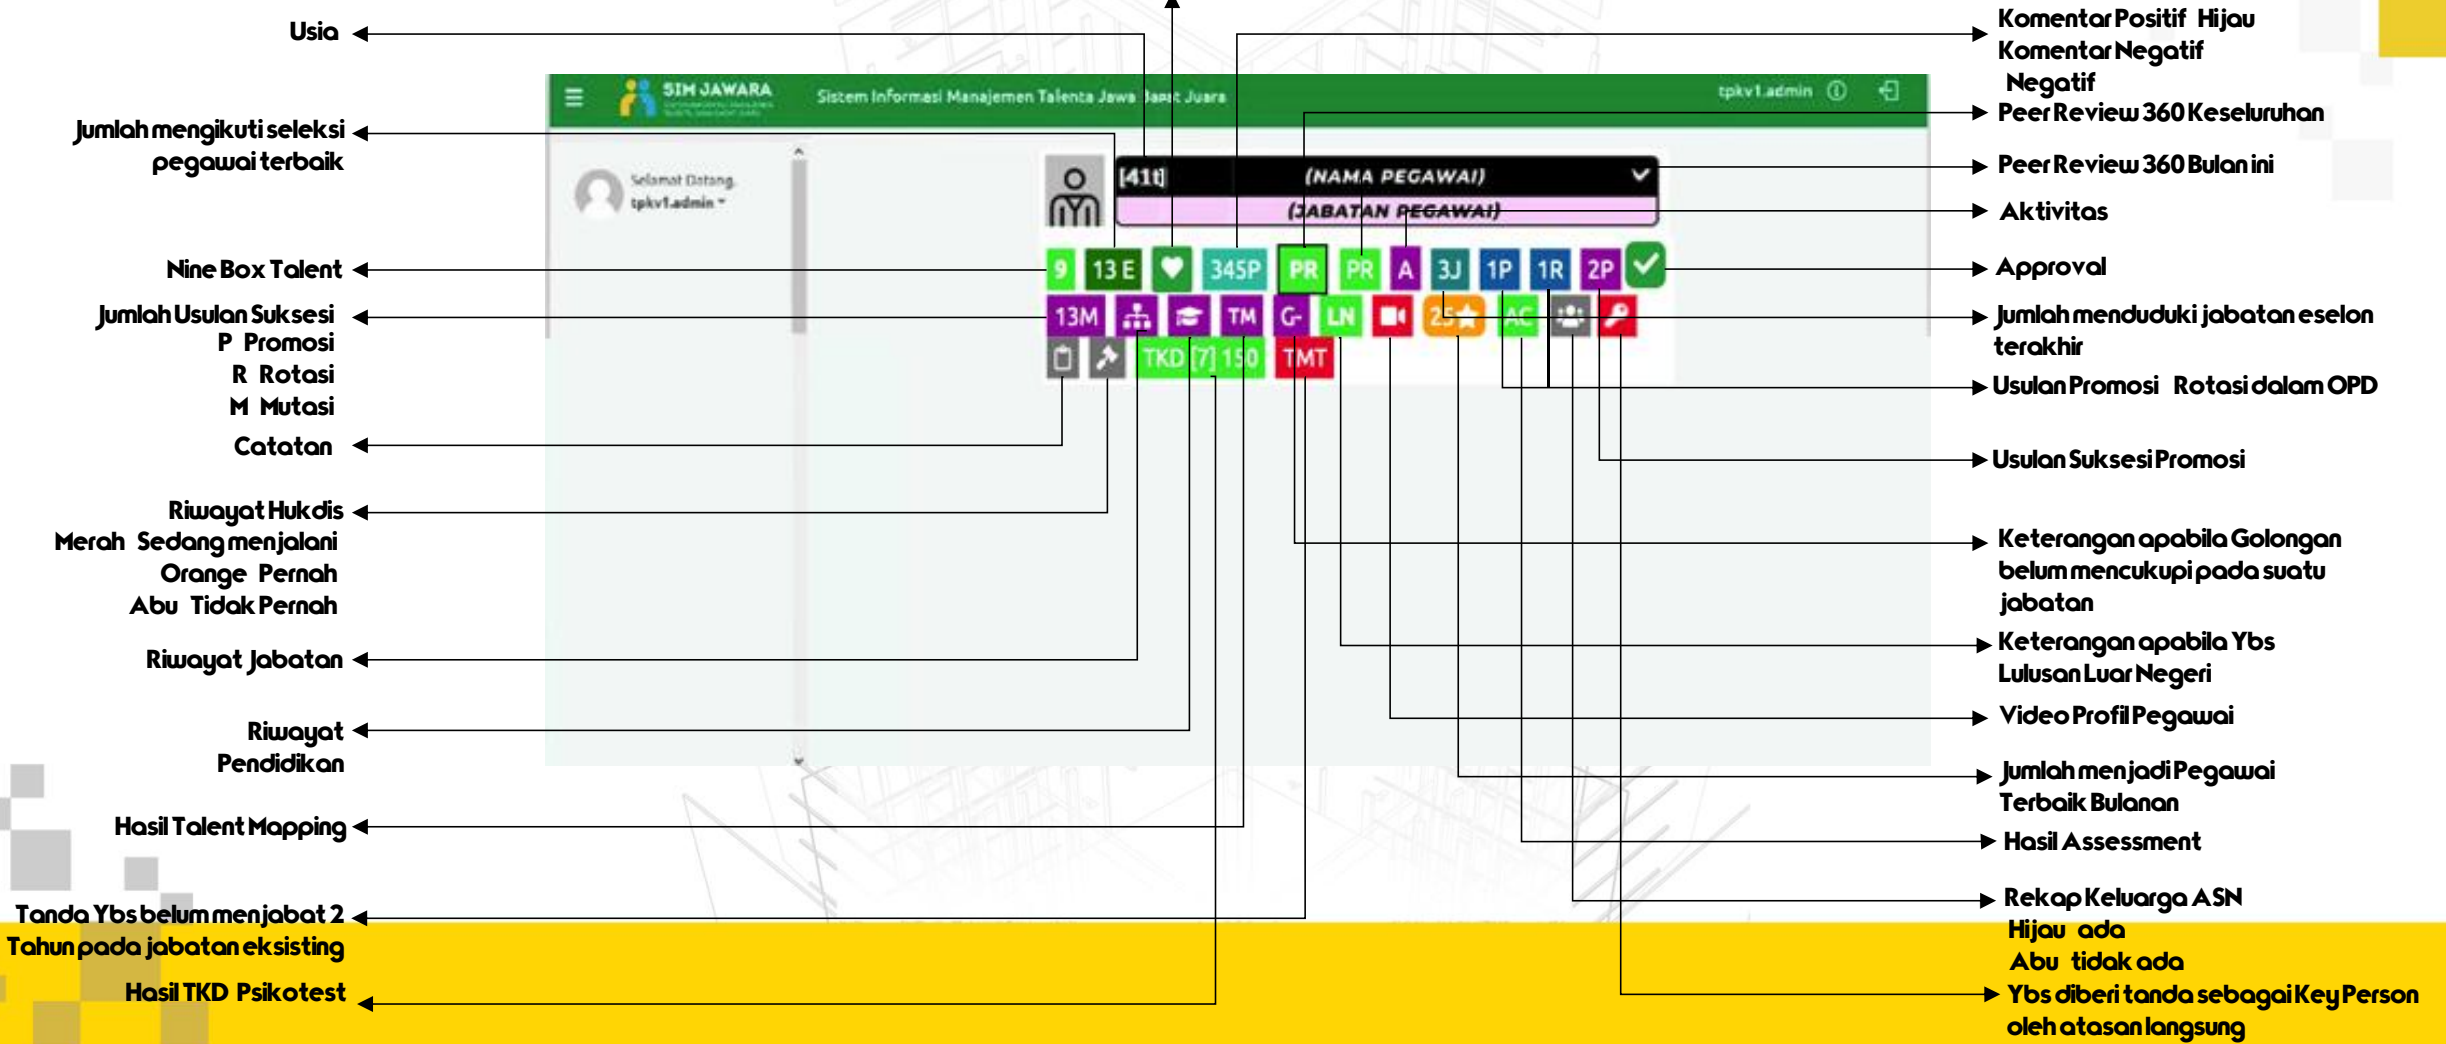 Usia
Jumlah mengikuti seleksi
pegawai terbaik
Nine Box Talent
Jumlah Usulan Suksesi
P Promosi
R Rotasi
M Mutasi
Catatan
Riwayat Hukdis
Merah Sedang menjalani
Orange Pernah
Abu Tidak Pernah
Riwayat Jabatan
Riwayat
Pendidikan
Hasil Talent Mapping
Tanda Ybs belum menjabat 2
Tahun pada jabatan eksisting
Hasil TKD Psikotest
SIM JAWARA
Sistem Informasi Manajemen Talenta Jawa Barat Juara
tpkv1.admin
Selamat Datang,
tpkv1.admin
[41t] (NAMA PEGAWAI)
(JABATAN PEGAWAI)
9 13 E 345P PR PR A 3J 1P 1R 2P
13M TM G- LN 25 AC
TKD [7] 150 TMT
Komentar Positif Hijau
Komentar Negatif
Negatif
Peer Review 360 Keseluruhan
Peer Review 360 Bulan ini
Aktivitas
Approval
Jumlah menduduki jabatan eselon
terakhir
Usulan Promosi Rotasi dalam OPD
Usulan Suksesi Promosi
Keterangan apabila Golongan
belum mencukupi pada suatu
jabatan
Keterangan apabila Ybs
Lulusan Luar Negeri
Video Profil Pegawai
Jumlah menjadi Pegawai
Terbaik Bulanan
Hasil Assessment
Rekap Keluarga ASN
Hijau ada
Abu tidak ada
Ybs diberi tanda sebagai Key Person
oleh atasan langsung